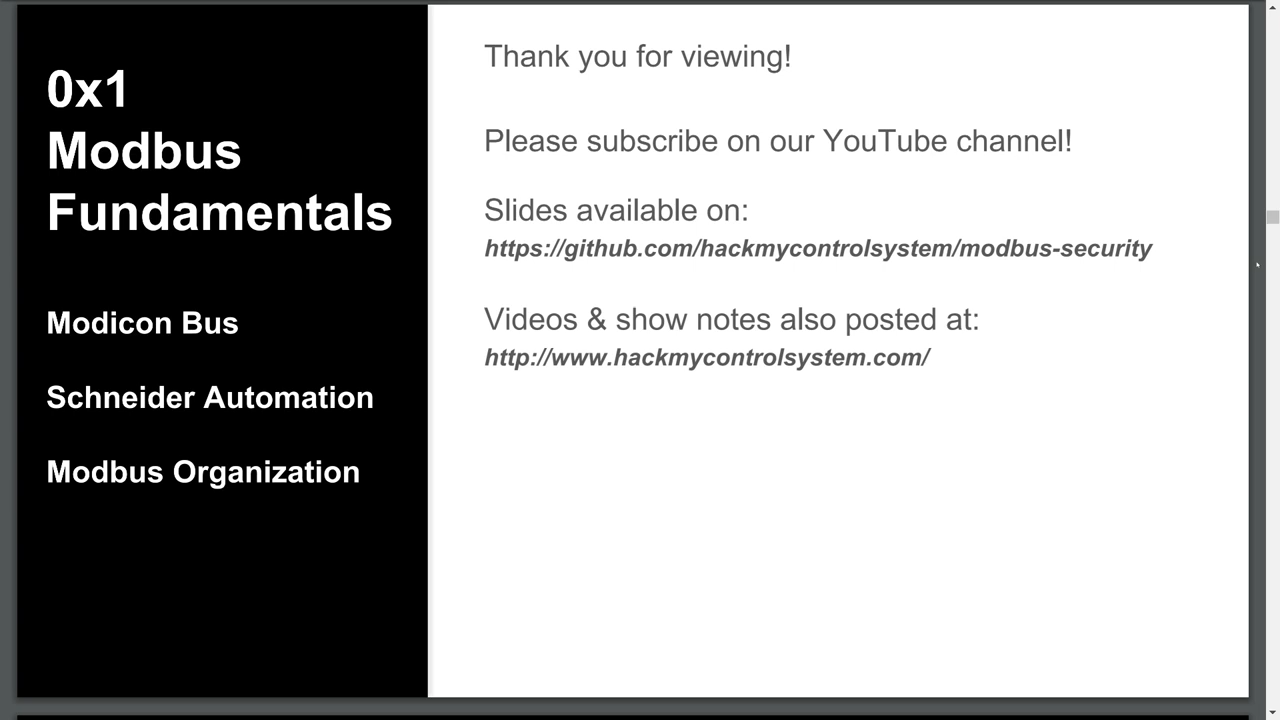 0x1
Modbus
Fundamentals
Modicon Bus
Schneider Automation
Modbus Organization
Thank you for viewing!
Please subscribe on our YouTube channel!
Slides available on:
https://github.com/hackmycontrolsystem/modbus-security
Videos & show notes also posted at:
http://www.hackmycontrolsystem.com/